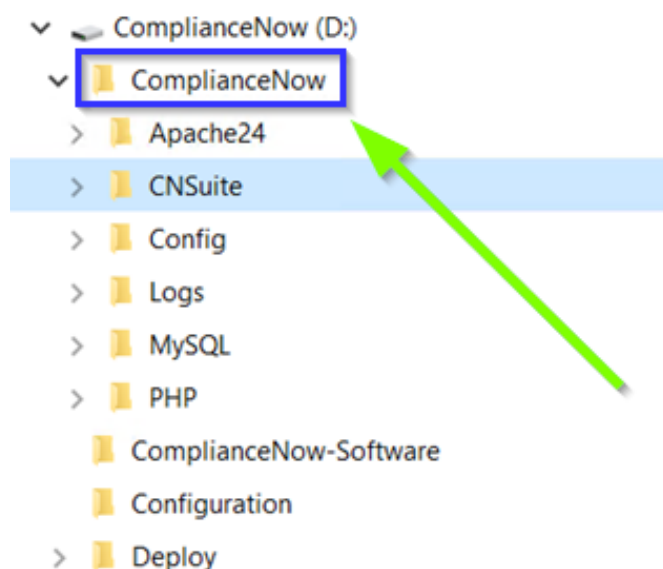 ComplianceNow (D:)
ComplianceNow
Apache24
CNSuite
Config
Logs
MySQL
PHP
ComplianceNow-Software
Configuration
Deploy